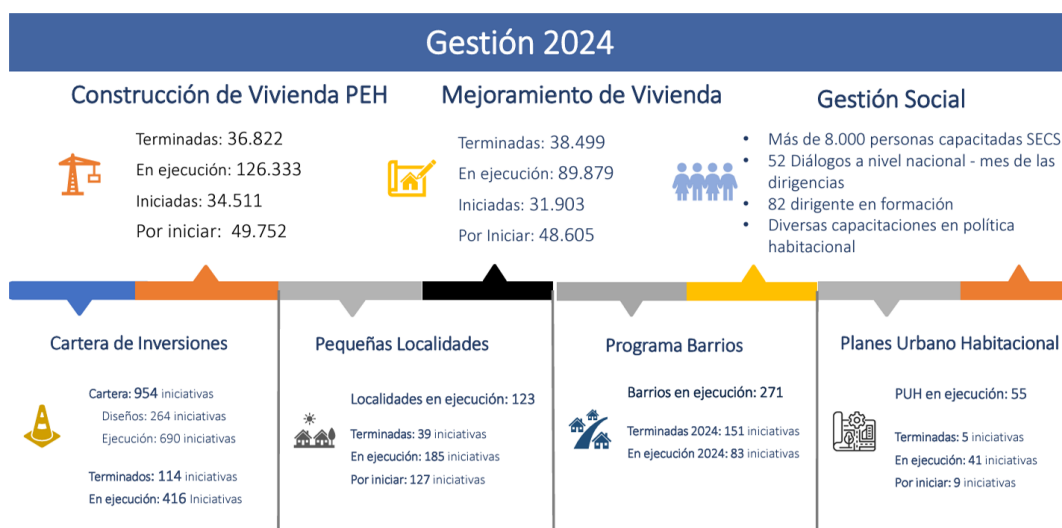 Gestión 2024
Construcción de Vivienda PEH
Terminadas: 36.822
En ejecución: 126.333
Iniciadas: 34.511
Por iniciar: 49.752
Mejoramiento de Vivienda
Terminadas: 38.499
En ejecución: 89.879
Iniciadas: 31.903
Por Iniciar: 48.605
Gestión Social
• Más de 8.000 personas capacitadas SECS
• 52 Diálogos a nivel nacional - mes de las
dirigencias
• 82 dirigente en formación
• Diversas capacitaciones en política
habitacional
Cartera de Inversiones
Cartera: 954 iniciativas
Diseños: 264 iniciativas
Ejecución: 690 iniciativas
Terminados: 114 iniciativas
En ejecución: 416 Iniciativas
Pequeñas Localidades
Localidades en ejecución: 123
Terminadas: 39 iniciativas
En ejecución: 185 iniciativas
Por iniciar: 127 iniciativas
Programa Barrios
Barrios en ejecución: 271
Terminadas 2024: 151 iniciativas
En ejecución 2024: 83 iniciativas
Planes Urbano Habitacional
PUH en ejecución: 55
Terminadas: 5 iniciativas
En ejecución: 41 iniciativas
Por iniciar: 9 iniciativas